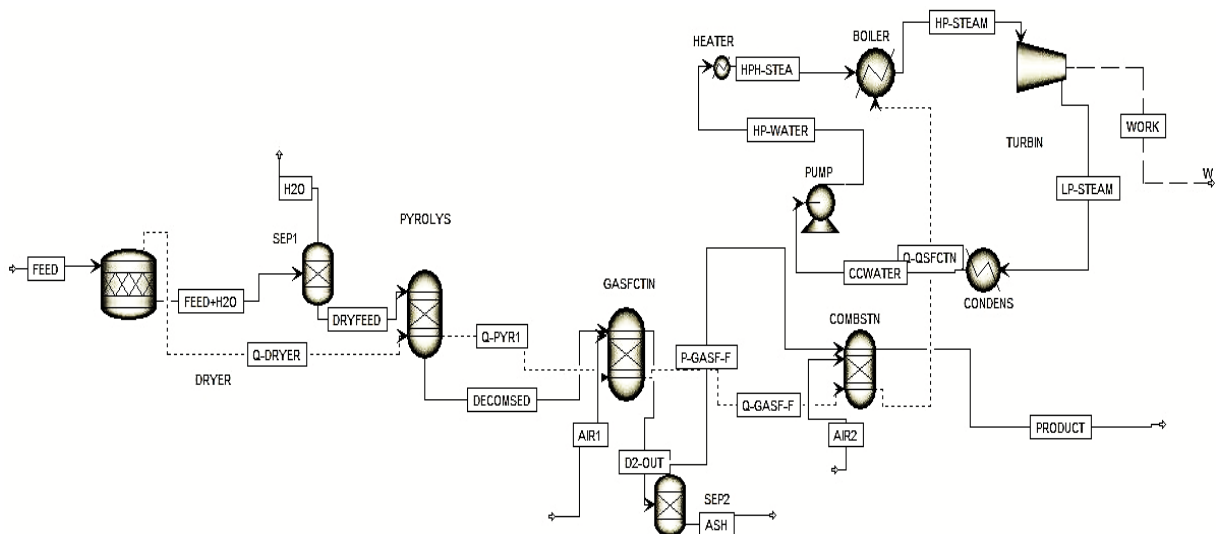 HP-STEAM
BOILER
HEATER
HPH-STEA
WORK
HP-WATER
TURBIN
W
PUMP
LP-STEAM
H2O
PYROLYS
SEP1
Q-QSFCTN
FEED
CCWATER
CONDENS
FEED+H2O
GASFCTIN
DRYFEED
COMBSTN
Q-PYR1
P-GASF-F
Q-DRYER
DRYER
DECOMSED
Q-GASF-F
PRODUCT
AIR1
AIR2
D2-OUT
SEP2
ASH